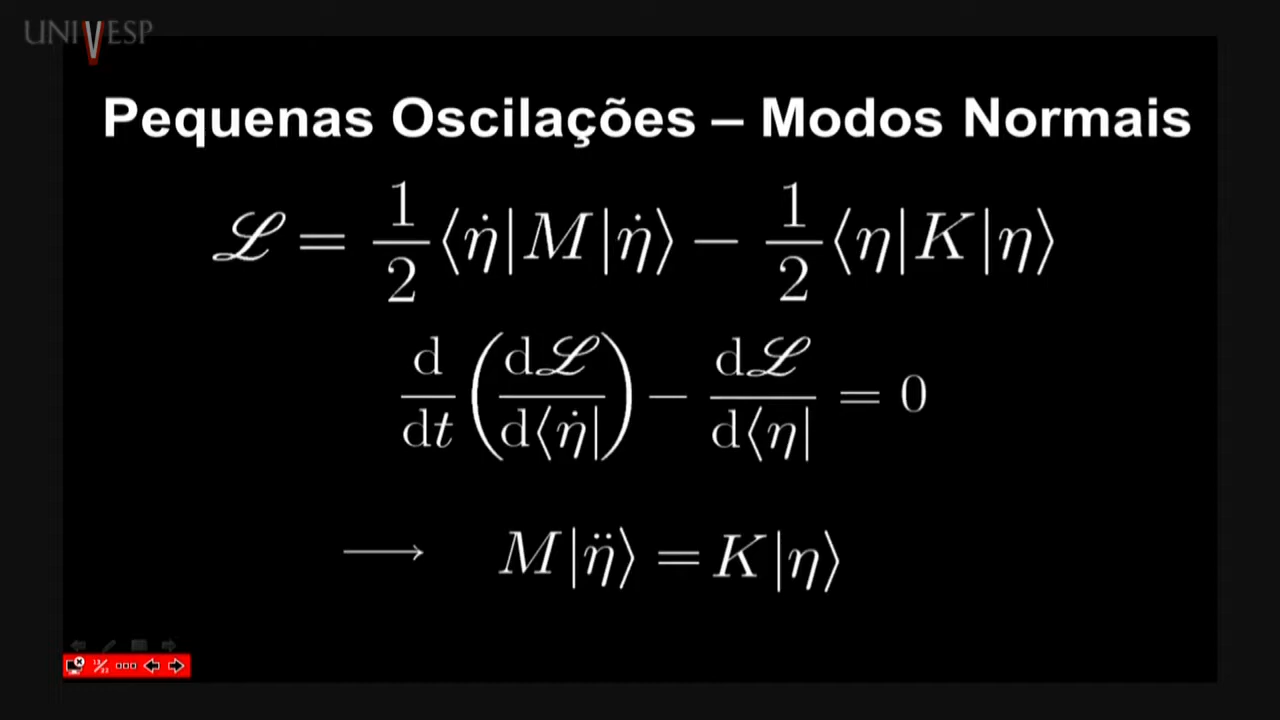 UNIVESP
Pequenas Oscilações – Modos Normais
ℒ = 1/2 ⟨η̇|M|η̇⟩ − 1/2 ⟨η|K|η⟩
d/dt (dℒ/d⟨η̇|) − dℒ/d⟨η| = 0
⟶ M|η̈⟩ = K|η⟩